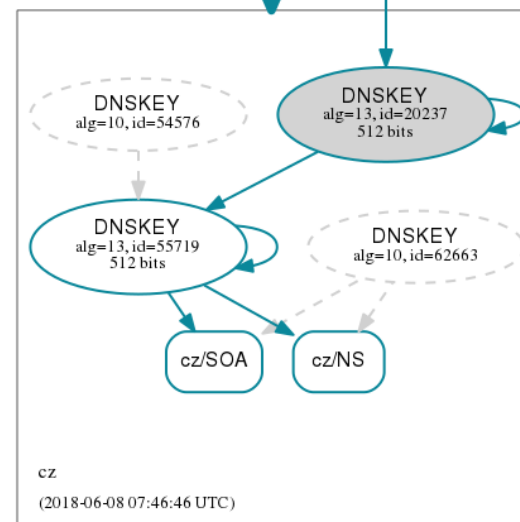 DNSKEY
alg=13, id=20237
512 bits
DNSKEY
alg=10, id=54576
DNSKEY
alg=13, id=55719
512 bits
DNSKEY
alg=10, id=62663
cz/SOA
cz/NS
cz
(2018-06-08 07:46:46 UTC)